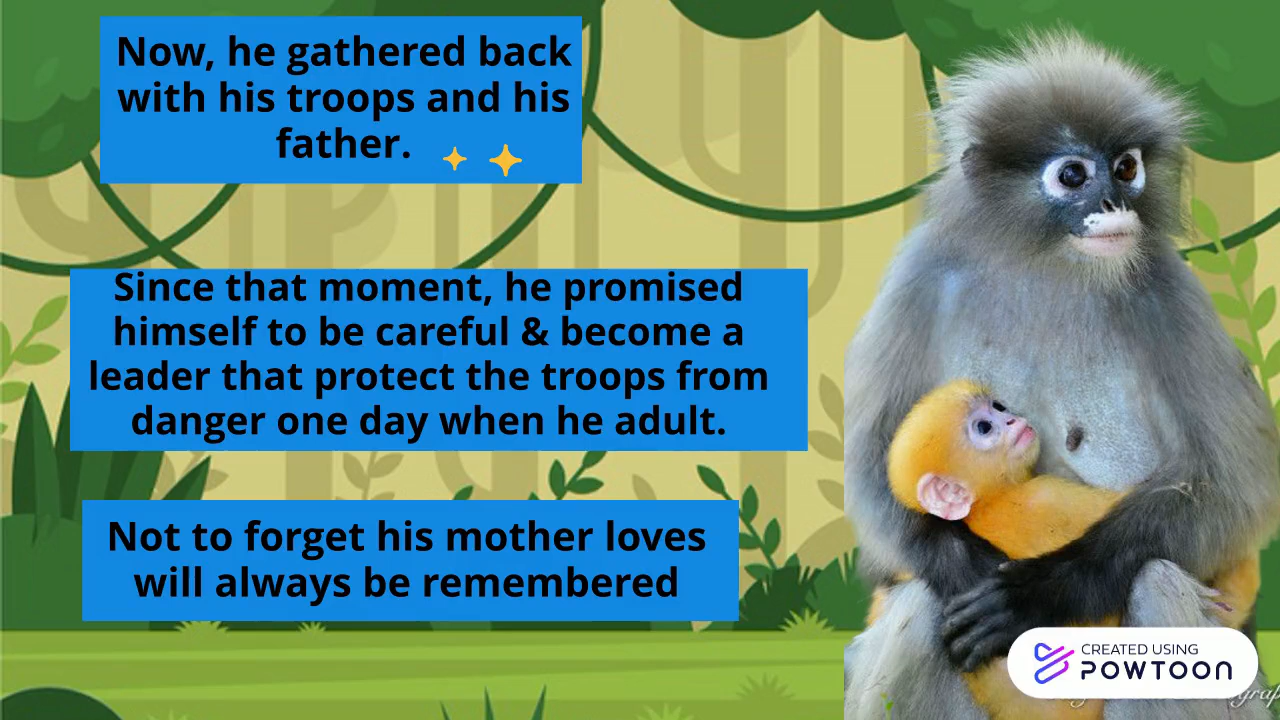 Now, he gathered back
with his troops and his
father.
Since that moment, he promised
himself to be careful & become a
leader that protect the troops from
danger one day when he adult.
Not to forget his mother loves
will always be remembered
CREATED USING
POWTOON